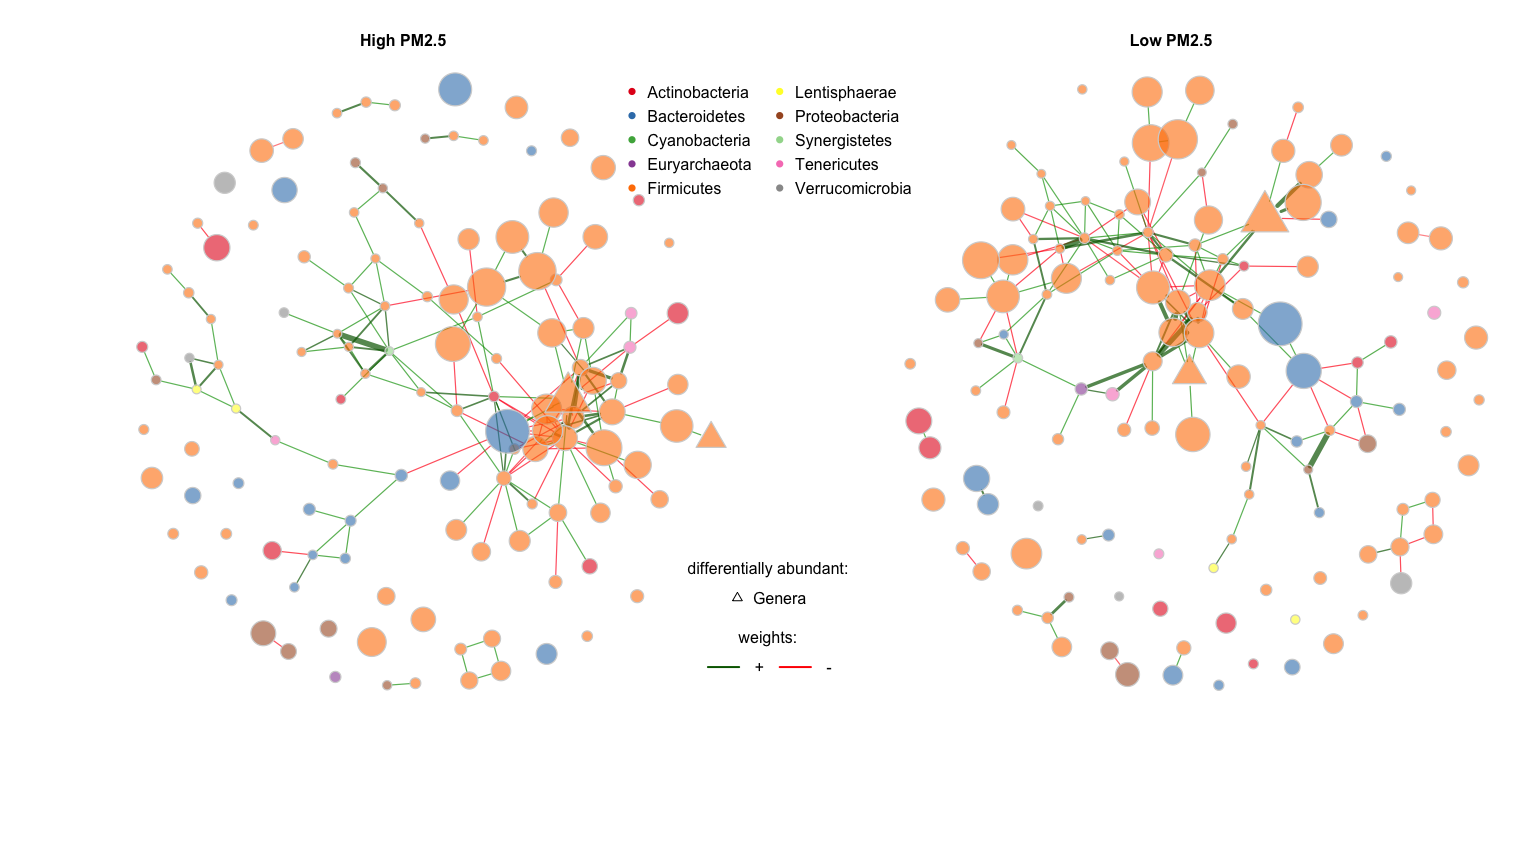 High PM2.5
Low PM2.5
Actinobacteria
Bacteroidetes
Cyanobacteria
Euryarchaeota
Firmicutes
Lentisphaerae
Proteobacteria
Synergistetes
Tenericutes
Verrucomicrobia
differentially abundant:
Genera
weights:
+ -